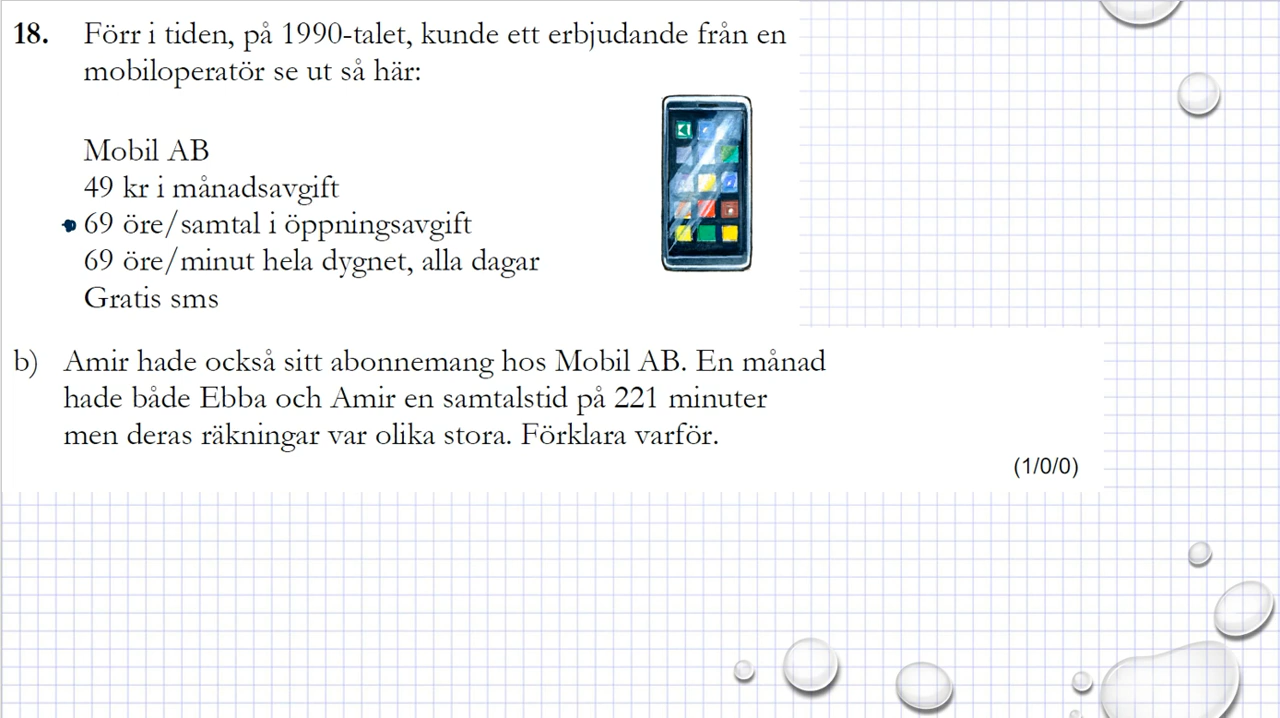 18. Förr i tiden, på 1990-talet, kunde ett erbjudande från en
mobiloperatör se ut så här:
Mobil AB
49 kr i månadsavgift
69 öre/samtal i öppningsavgift
69 öre/minut hela dygnet, alla dagar
Gratis sms
b) Amir hade också sitt abonnemang hos Mobil AB. En månad
hade både Ebba och Amir en samtalstid på 221 minuter
men deras räkningar var olika stora. Förklara varför.
(1/0/0)